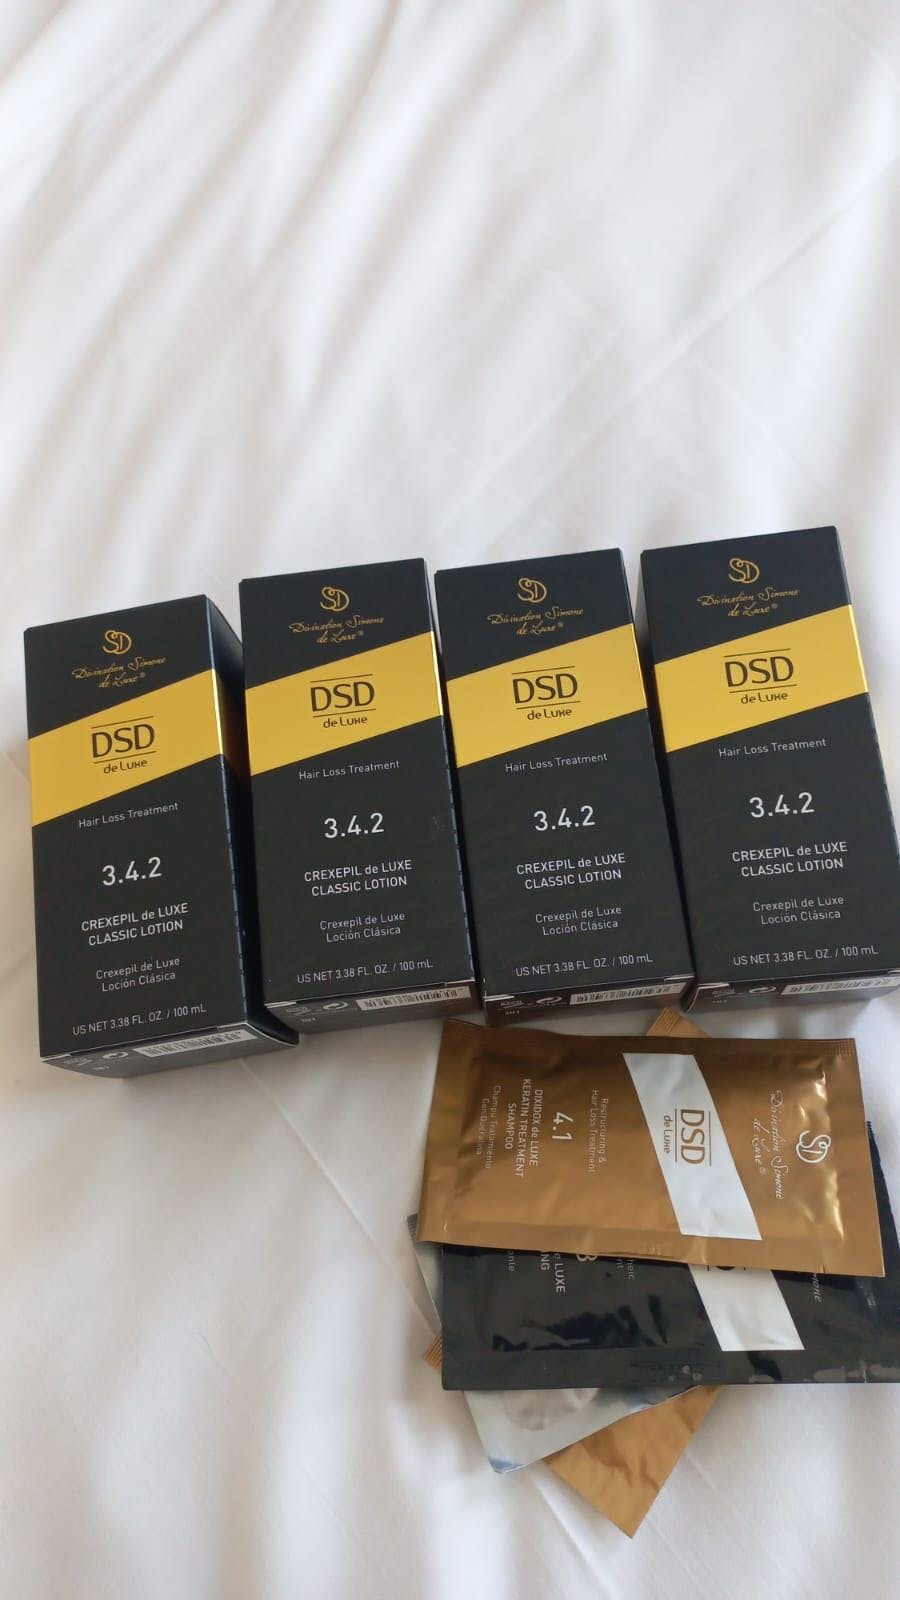 SD
Divination Simone
de Luxe®
DSD
de Luxe
Hair Loss Treatment
3.4.2
CREXEPIL de LUXE
CLASSIC LOTION
Crexepil de Luxe
Loción Clásica
US NET 3.38 FL. OZ. / 100 mL
SD
Divination Simone
de Luxe®
DSD
de Luxe
Hair Loss Treatment
3.4.2
CREXEPIL de LUXE
CLASSIC LOTION
Crexepil de Luxe
Loción Clásica
US NET 3.38 FL. OZ. / 100 mL
SD
Divination Simone
de Luxe®
DSD
de Luxe
Hair Loss Treatment
3.4.2
CREXEPIL de LUXE
CLASSIC LOTION
Crexepil de Luxe
Loción Clásica
US NET 3.38 FL. OZ. / 100 mL
SD
Divination Simone
de Luxe®
DSD
de Luxe
Hair Loss Treatment
3.4.2
CREXEPIL de LUXE
CLASSIC LOTION
Crexepil de Luxe
Loción Clásica
US NET 3.38 FL. OZ. / 100 mL
SD
Divination Simone
de Luxe®
DSD
de Luxe
Restructuring &
Hair Loss Treatment
4.1
DIXIDOX de LUXE
KERATIN TREATMENT
SHAMPOO
Champú Tratamiento
Con Queratina
LUXE